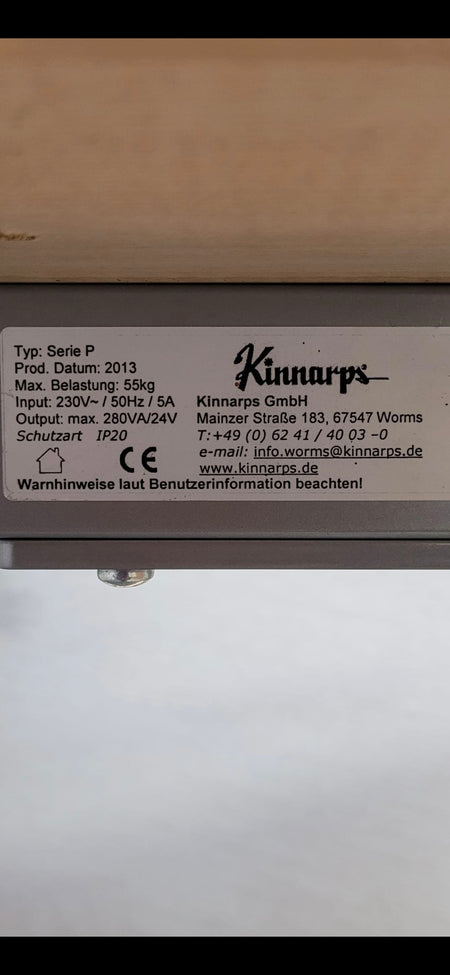 Typ: Serie P
Prod. Datum: 2013
Max. Belastung: 55kg
Input: 230V~ / 50Hz / 5A
Output: max. 280VA/24V
Schutzart IP20
CE
Kinnarps
Kinnarps GmbH
Mainzer Straße 183, 67547 Worms
T:+49 (0) 62 41 / 40 03 -0
e-mail: info.worms@kinnarps.de
www.kinnarps.de
Warnhinweise laut Benutzerinformation beachten!